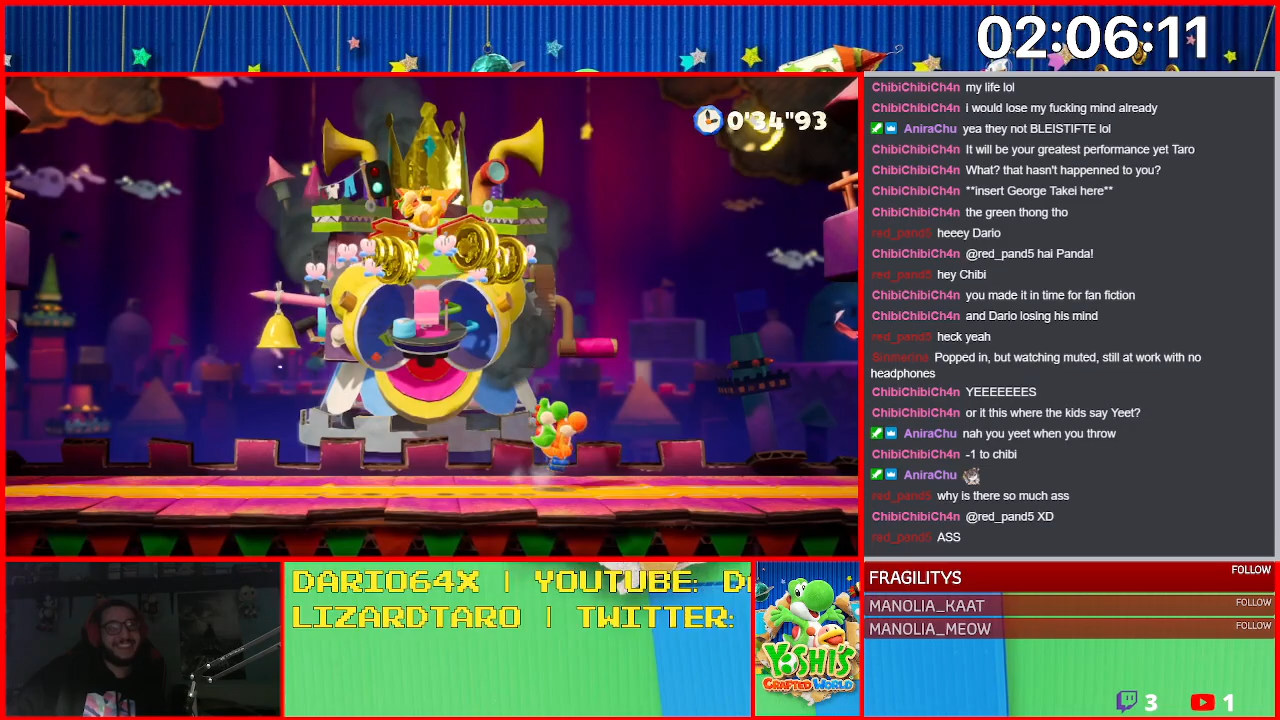 02:06:11
0'34"93
ChibiChibiCh4n my life lol
ChibiChibiCh4n i would lose my fucking mind already
AniraChu yea they not BLEISTIFTE lol
ChibiChibiCh4n It will be your greatest performance yet Taro
ChibiChibiCh4n What? that hasn't happenned to you?
ChibiChibiCh4n **insert George Takei here**
ChibiChibiCh4n the green thong tho
red_pand5 heeey Dario
ChibiChibiCh4n @red_pand5 hai Panda!
red_pand5 hey Chibi
ChibiChibiCh4n you made it in time for fan fiction
ChibiChibiCh4n and Dario losing his mind
red_pand5 heck yeah
Sinmerina Popped in, but watching muted, still at work with no
headphones
ChibiChibiCh4n YEEEEEEES
ChibiChibiCh4n or it this where the kids say Yeet?
AniraChu nah you yeet when you throw
ChibiChibiCh4n -1 to chibi
AniraChu
red_pand5 why is there so much ass
ChibiChibiCh4n @red_pand5 XD
red_pand5 ASS
DARIO64X | YOUTUBE: Da
LIZARDTARO | TWITTER:
YOSHI'S
CRAFTED WORLD
FRAGILITYS FOLLOW
MANOLIA_KAAT FOLLOW
MANOLIA_MEOW FOLLOW
3 1